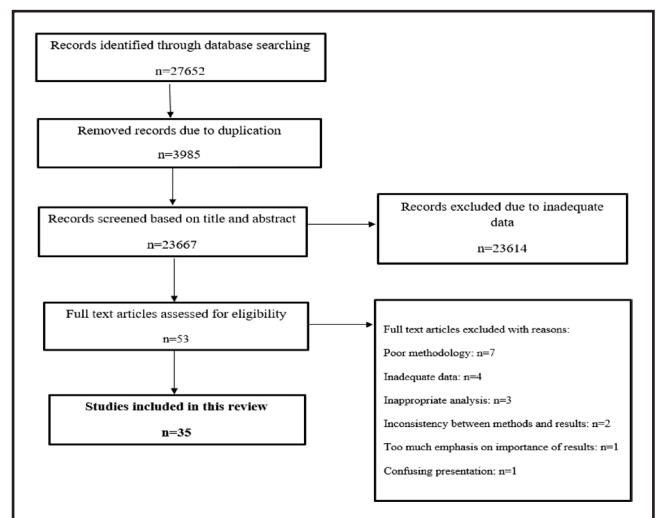 Records identified through database searching
n=27652
Removed records due to duplication
n=3985
Records screened based on title and abstract
n=23667
Records excluded due to inadequate
data
n=23614
Full text articles assessed for eligibility
n=53
Full text articles excluded with reasons:
Poor methodology: n=7
Inadequate data: n=4
Inappropriate analysis: n=3
Inconsistency between methods and results: n=2
Too much emphasis on importance of results: n=1
Confusing presentation: n=1
Studies included in this review
n=35